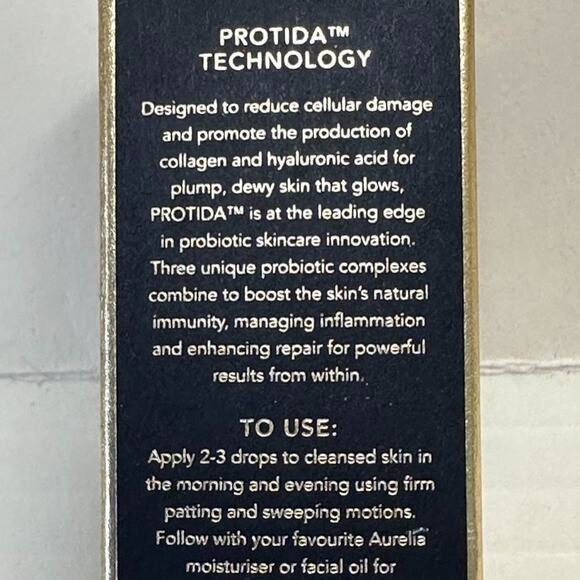 PROTIDA™
TECHNOLOGY
Designed to reduce cellular damage
and promote the production of
collagen and hyaluronic acid for
plump, dewy skin that glows,
PROTIDA™ is at the leading edge
in probiotic skincare innovation.
Three unique probiotic complexes
combine to boost the skin's natural
immunity, managing inflammation
and enhancing repair for powerful
results from within.
TO USE:
Apply 2-3 drops to cleansed skin in
the morning and evening using firm
patting and sweeping motions.
Follow with your favourite Aurelia
moisturiser or facial oil for